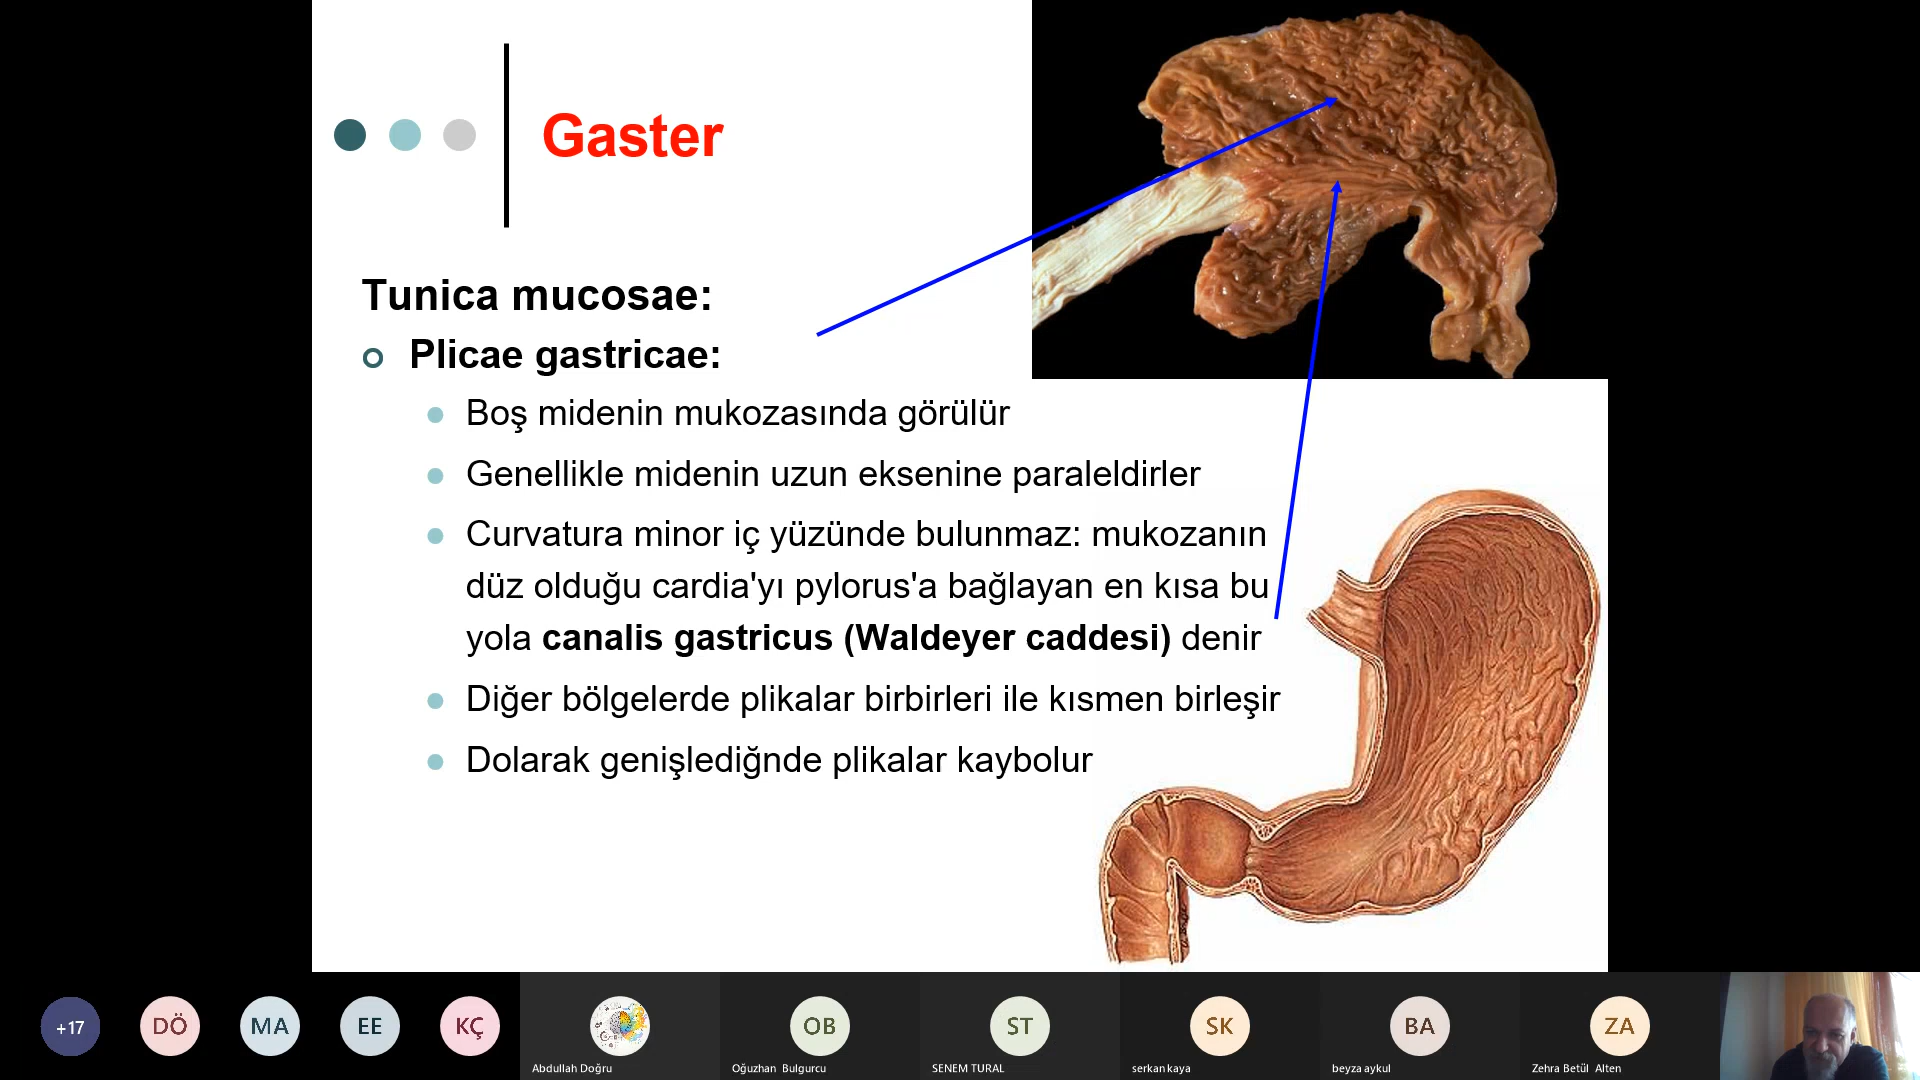 Gaster
Tunica mucosae:
Plicae gastricae:
Boş midenin mukozasında görülür
Genellikle midenin uzun eksenine paraleldirler
Curvatura minor iç yüzünde bulunmaz: mukozanın
düz olduğu cardia'yı pylorus'a bağlayan en kısa bu
yola canalis gastricus (Waldeyer caddesi) denir
Diğer bölgelerde plikalar birbirleri ile kısmen birleşir
Dolarak genişlediğnde plikalar kaybolur
+17
DÖ
MA
EE
KÇ
OB
ST
SK
BA
ZA
Abdullah Doğru
Oğuzhan Bulgurcu
SENEM TURAL
serkan kaya
beyza aykul
Zehra Betül Alten